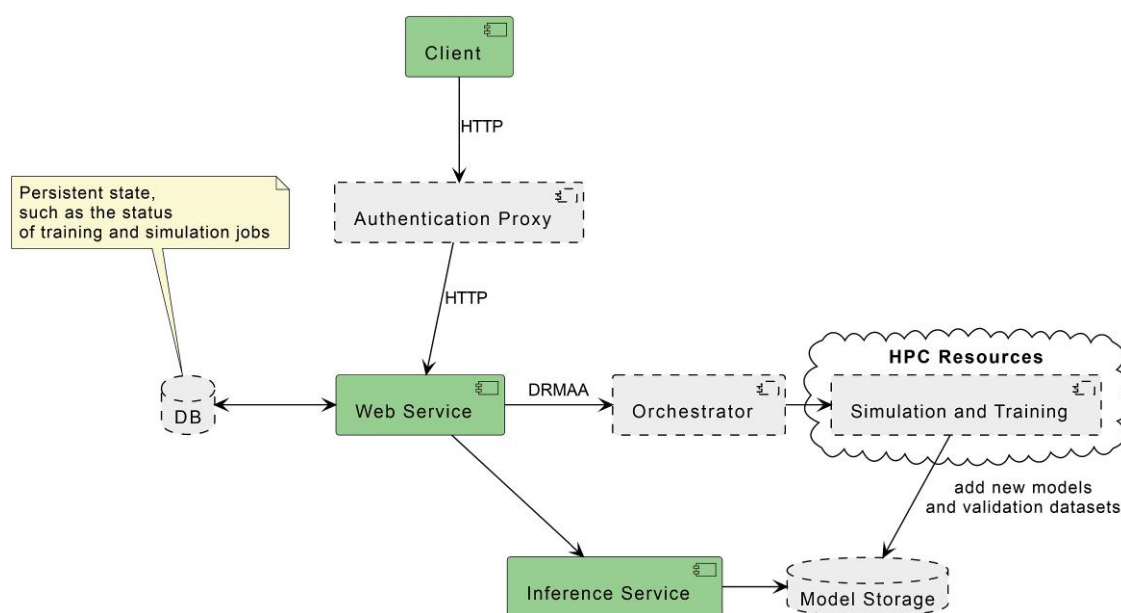 Client
HTTP
Persistent state,
such as the status
of training and simulation jobs
Authentication Proxy
HTTP
HPC Resources
DB
Web Service
DRMAA
Orchestrator
Simulation and Training
add new models
and validation datasets
Inference Service
Model Storage